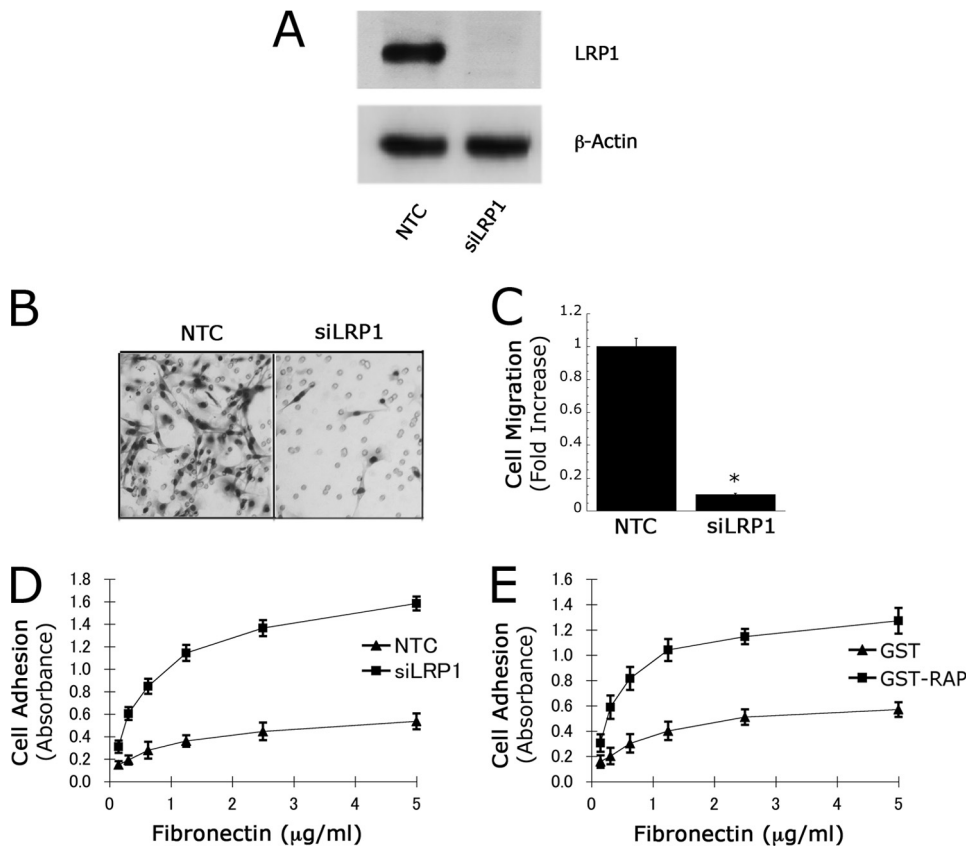 A
LRP1
β-Actin
NTC
siLRP1
B
NTC
siLRP1
C
Cell Migration
(Fold Increase)
1.2
1
0.8
0.6
0.4
0.2
0
*
NTC
siLRP1
D
Cell Adhesion
(Absorbance)
1.8
1.6
1.4
1.2
1.0
0.8
0.6
0.4
0.2
0.0
NTC
siLRP1
0 1 2 3 4 5
Fibronectin (μg/ml)
E
Cell Adhesion
(Absorbance)
1.6
1.4
1.2
1.0
0.8
0.6
0.4
0.2
0.0
GST
GST-RAP
0 1 2 3 4 5
Fibronectin (μg/ml)